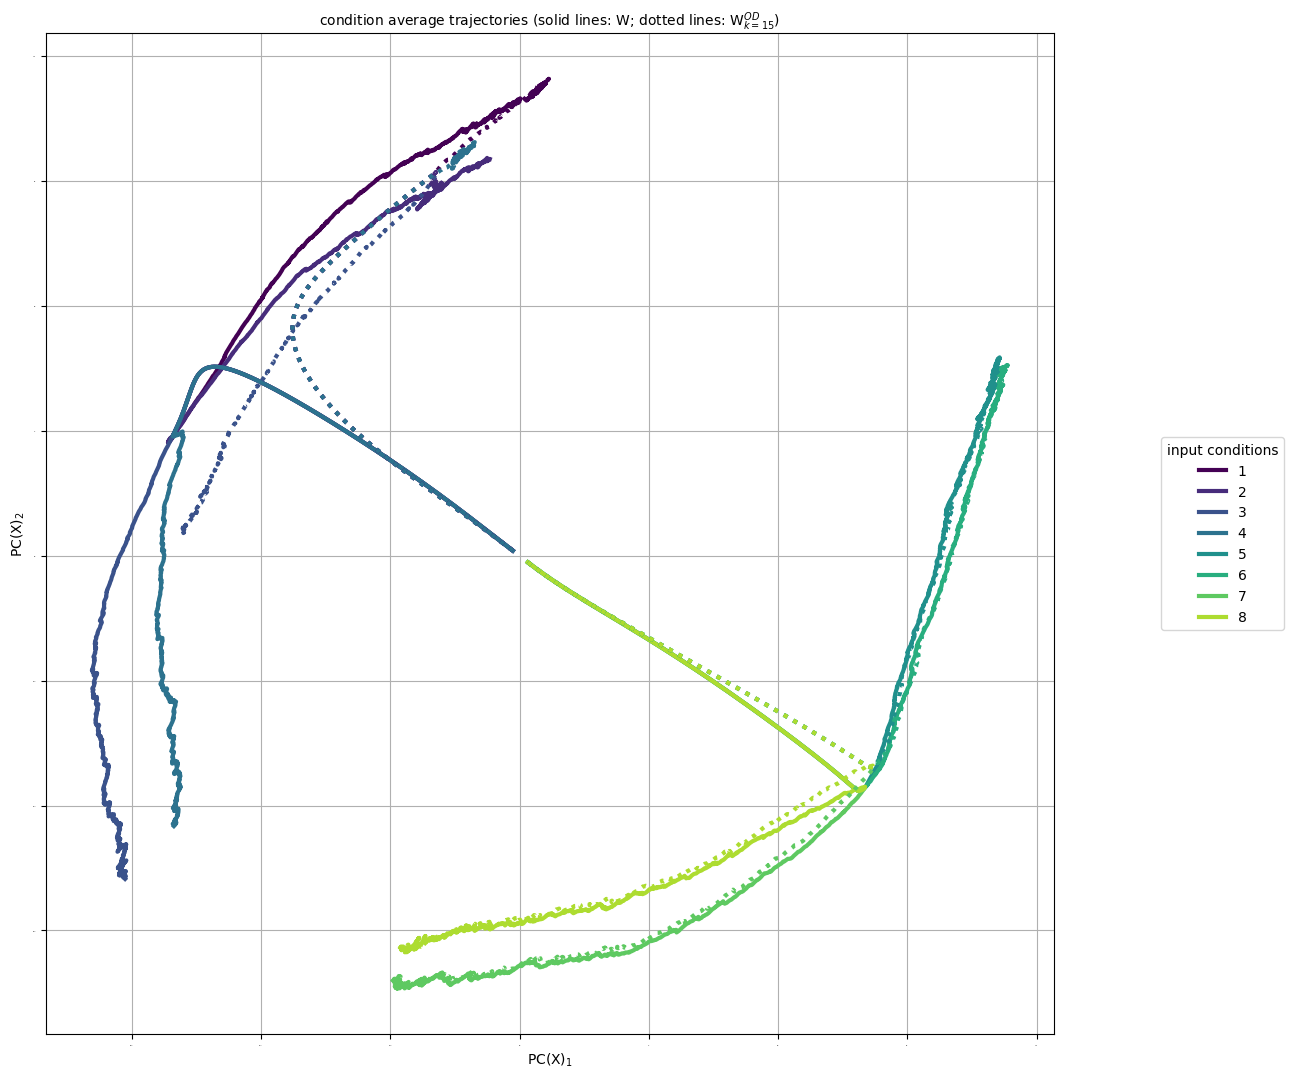 condition average trajectories (solid lines: W; dotted lines: W^{OD}_{k=15})
PC(X)_2
input conditions
1
2
3
4
5
6
7
8
PC(X)_1